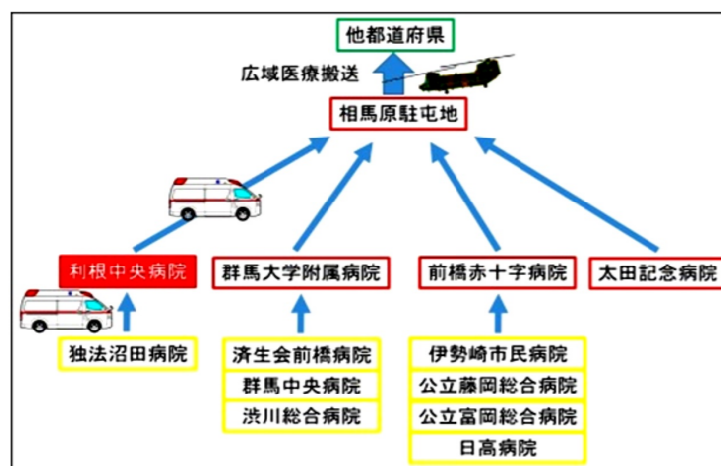 他都道府県
広域医療搬送
相馬原駐屯地
利根中央病院
群馬大学附属病院
前橋赤十字病院
太田記念病院
独法沼田病院
済生会前橋病院
群馬中央病院
渋川総合病院
伊勢崎市民病院
公立藤岡総合病院
公立富岡総合病院
日高病院